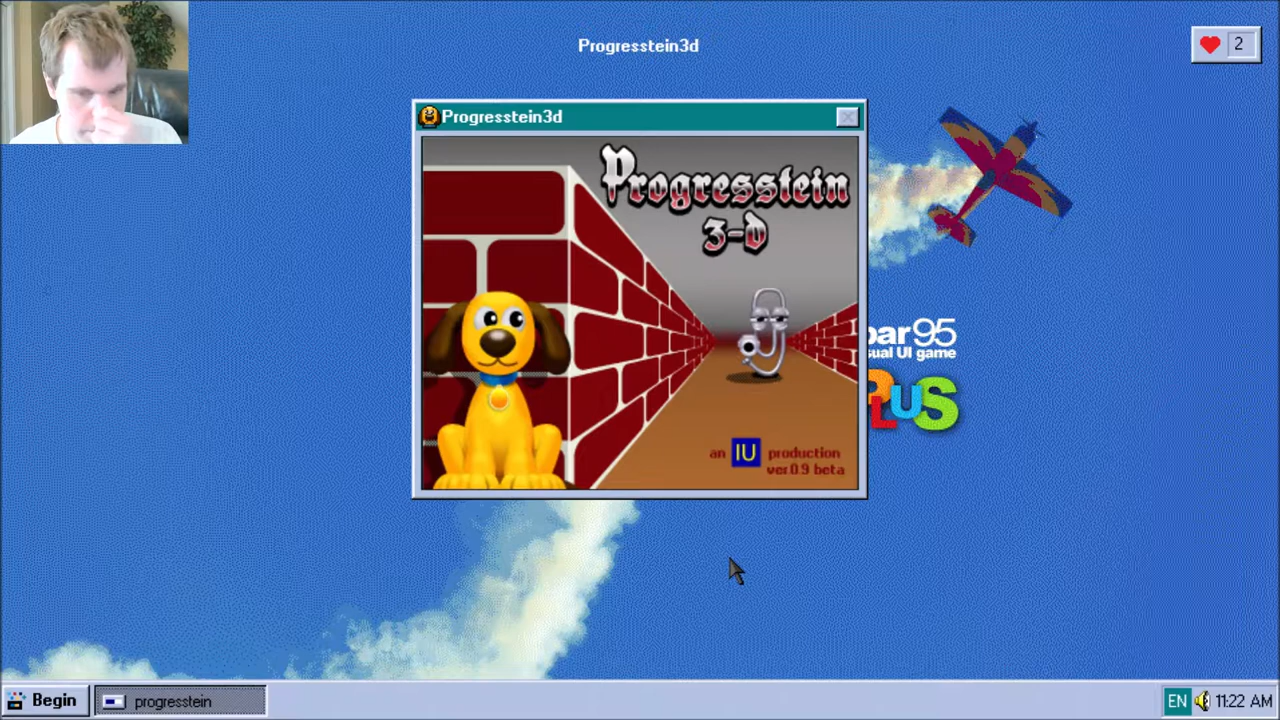 Progresstein3d
2
Progresstein3d
Progresstein
3-D
bar95
sual UI game
PLUS
an IU production
ver.0.9 beta
Begin
progresstein
EN
11:22 AM